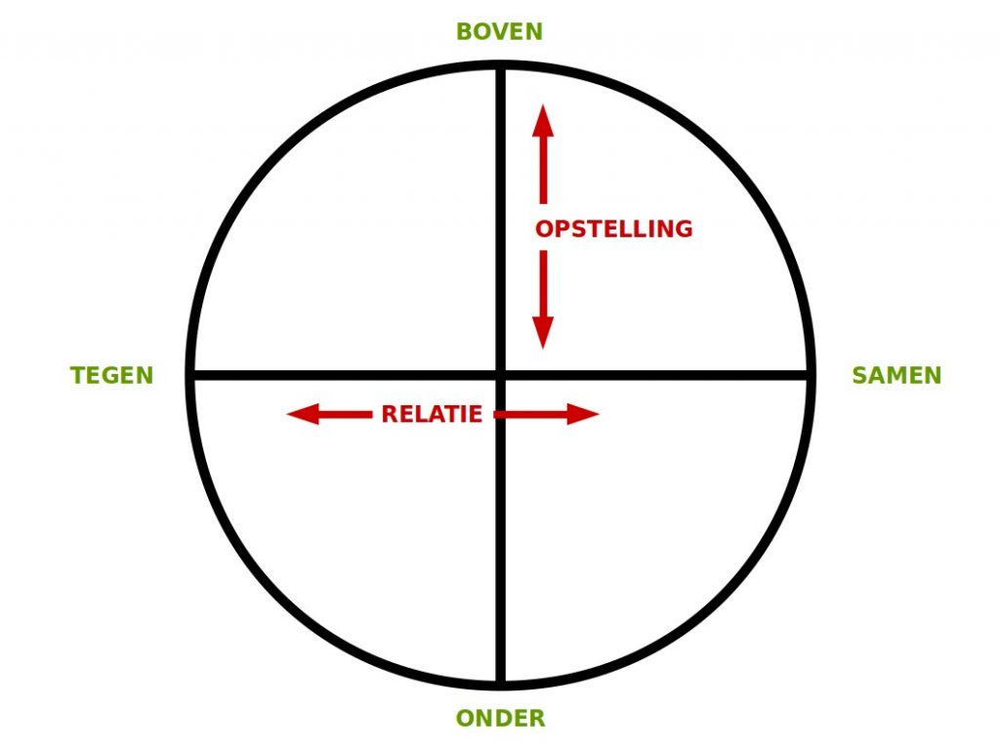 BOVEN
OPSTELLING
TEGEN
SAMEN
RELATIE
ONDER